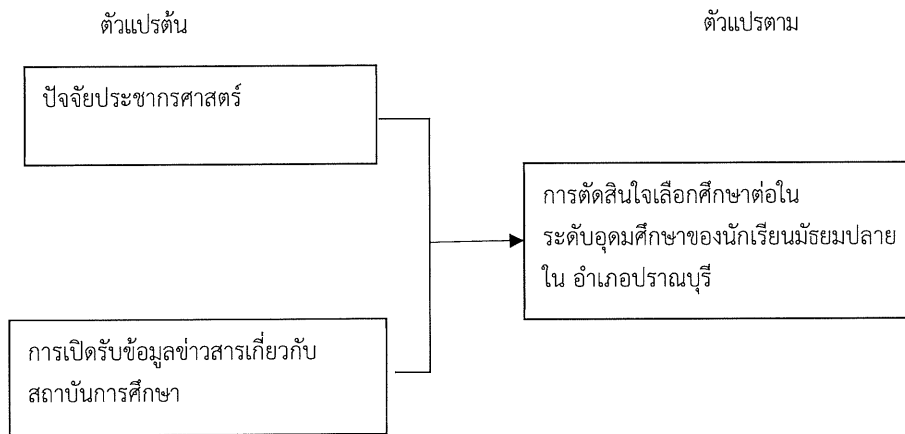 ตัวแปรต้น
ตัวแปรตาม
ปัจจัยประชากรศาสตร์
การตัดสินใจเลือกศึกษาต่อใน
ระดับอุดมศึกษาของนักเรียนมัธยมปลาย
ใน อำเภอปราณบุรี
การเปิดรับข้อมูลข่าวสารเกี่ยวกับ
สถาบันการศึกษา